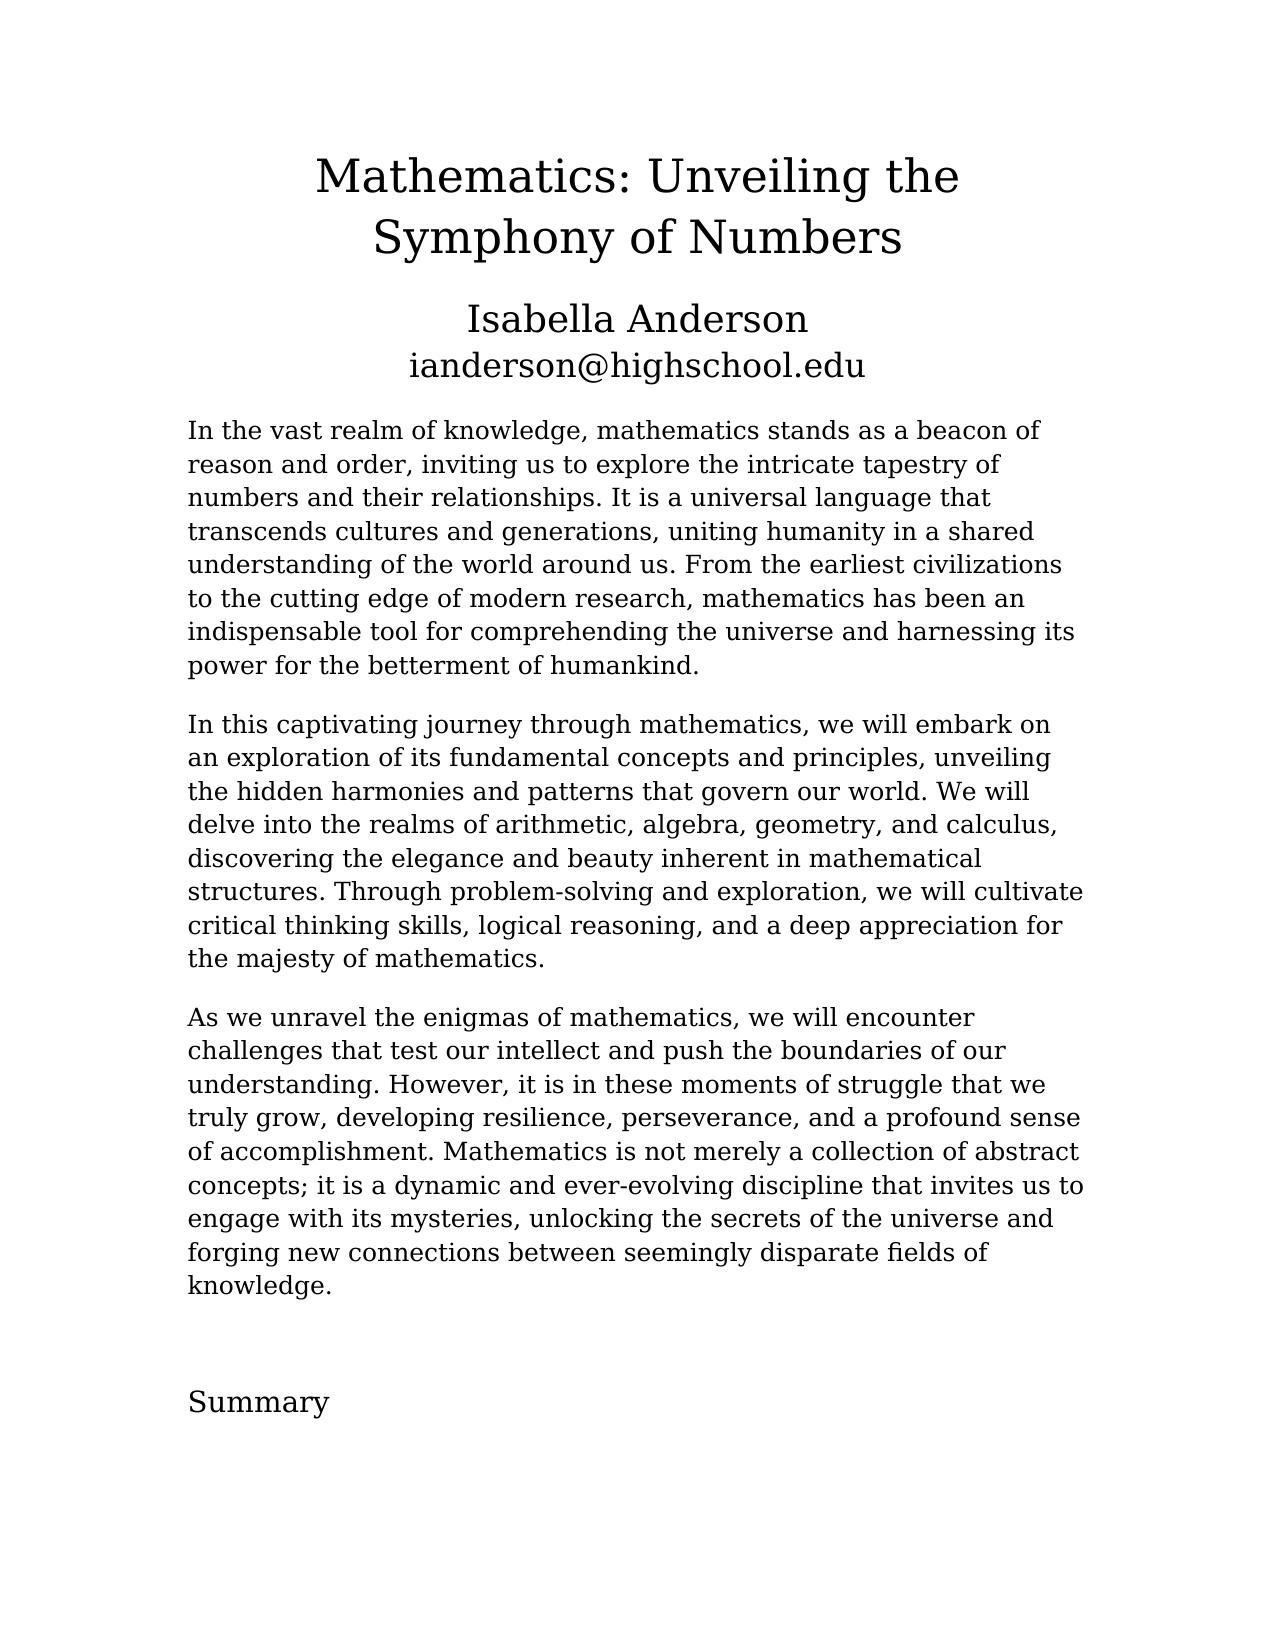 Mathematics: Unveiling the
Symphony of Numbers
Isabella Anderson
ianderson@highschool.edu
In the vast realm of knowledge, mathematics stands as a beacon of
reason and order, inviting us to explore the intricate tapestry of
numbers and their relationships. It is a universal language that
transcends cultures and generations, uniting humanity in a shared
understanding of the world around us. From the earliest civilizations
to the cutting edge of modern research, mathematics has been an
indispensable tool for comprehending the universe and harnessing its
power for the betterment of humankind.
In this captivating journey through mathematics, we will embark on
an exploration of its fundamental concepts and principles, unveiling
the hidden harmonies and patterns that govern our world. We will
delve into the realms of arithmetic, algebra, geometry, and calculus,
discovering the elegance and beauty inherent in mathematical
structures. Through problem-solving and exploration, we will cultivate
critical thinking skills, logical reasoning, and a deep appreciation for
the majesty of mathematics.
As we unravel the enigmas of mathematics, we will encounter
challenges that test our intellect and push the boundaries of our
understanding. However, it is in these moments of struggle that we
truly grow, developing resilience, perseverance, and a profound sense
of accomplishment. Mathematics is not merely a collection of abstract
concepts; it is a dynamic and ever-evolving discipline that invites us to
engage with its mysteries, unlocking the secrets of the universe and
forging new connections between seemingly disparate fields of
knowledge.
Summary